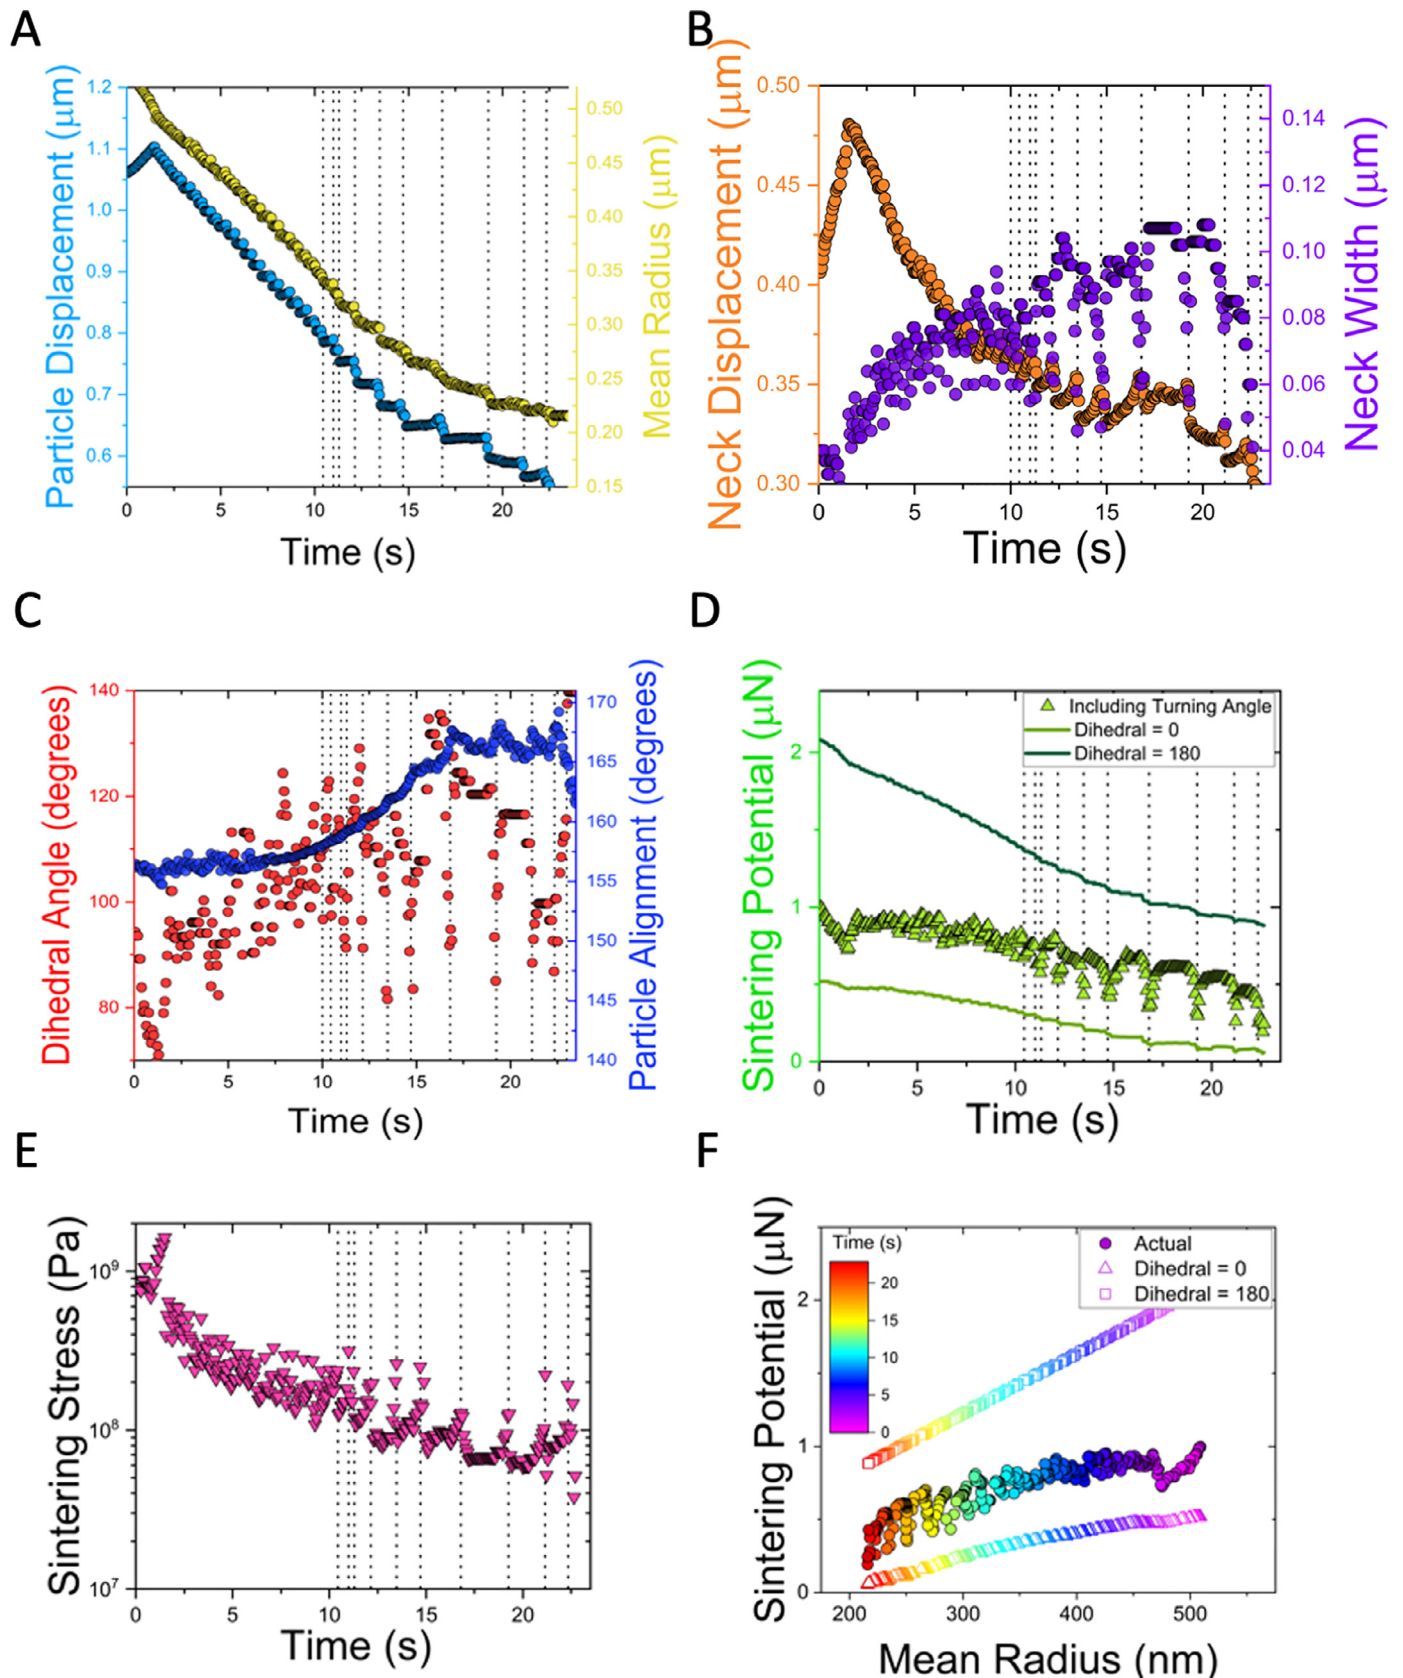 A
B
Particle Displacement (μm)
1.2
1.1
1.0
0.9
0.8
0.7
0.6
0.50
0.45
0.40
0.35
0.30
0.25
0.20
0.15
Mean Radius (μm)
0
5
10
15
20
Time (s)
Neck Displacement (μm)
0.50
0.45
0.40
0.35
0.30
0.14
0.12
0.10
0.08
0.06
0.04
Neck Width (μm)
0
5
10
15
20
Time (s)
C
D
Dihedral Angle (degrees)
140
120
100
80
170
165
160
155
150
145
140
Particle Alignment (degrees)
0
5
10
15
20
Time (s)
Sintering Potential (μN)
2
1
0
Including Turning Angle
Dihedral = 0
Dihedral = 180
0
5
10
15
20
Time (s)
E
F
Sintering Stress (Pa)
10⁹
10⁸
10⁷
0
5
10
15
20
Time (s)
Sintering Potential (μN)
2
1
0
Time (s)
20
15
10
5
0
Actual
Dihedral = 0
Dihedral = 180
200
300
400
500
Mean Radius (nm)